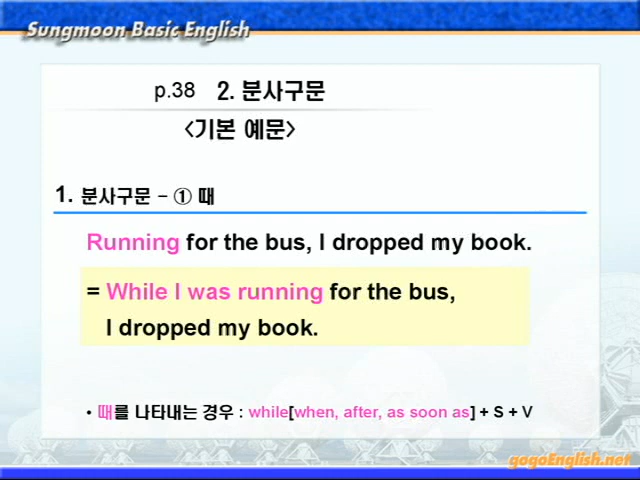 Sungmoon Basic English
p.38 2. 분사구문
<기본 예문>
1. 분사구문 - ① 때
Running for the bus, I dropped my book.
= While I was running for the bus,
I dropped my book.
• 때를 나타내는 경우 : while[when, after, as soon as] + S + V
gogoEnglish.net